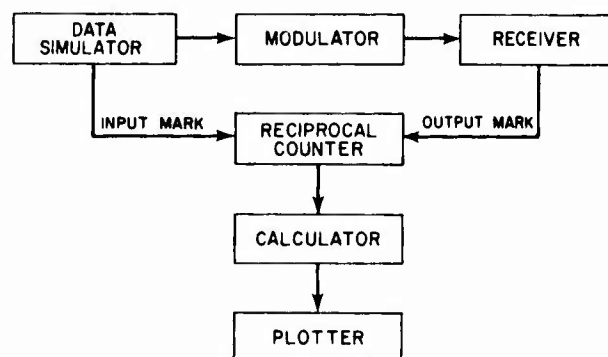 DATA
SIMULATOR
MODULATOR
RECEIVER
INPUT MARK
RECIPROCAL
COUNTER
OUTPUT MARK
CALCULATOR
PLOTTER